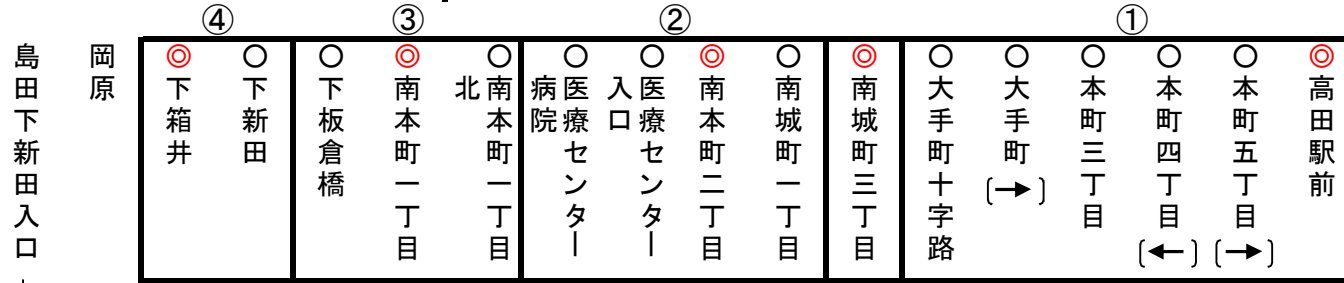 ④
③
②
①
島田下新田入口
岡原
◎下箱井
○下新田
○下板倉橋
◎南本町一丁目
○南本町一丁目北
○医療センター病院
○医療センター入口
◎南本町二丁目
○南城町一丁目
◎南城町三丁目
○大手町十字路
○大手町(→)
○本町三丁目
○本町四丁目(←)
○本町五丁目(→)
◎高田駅前